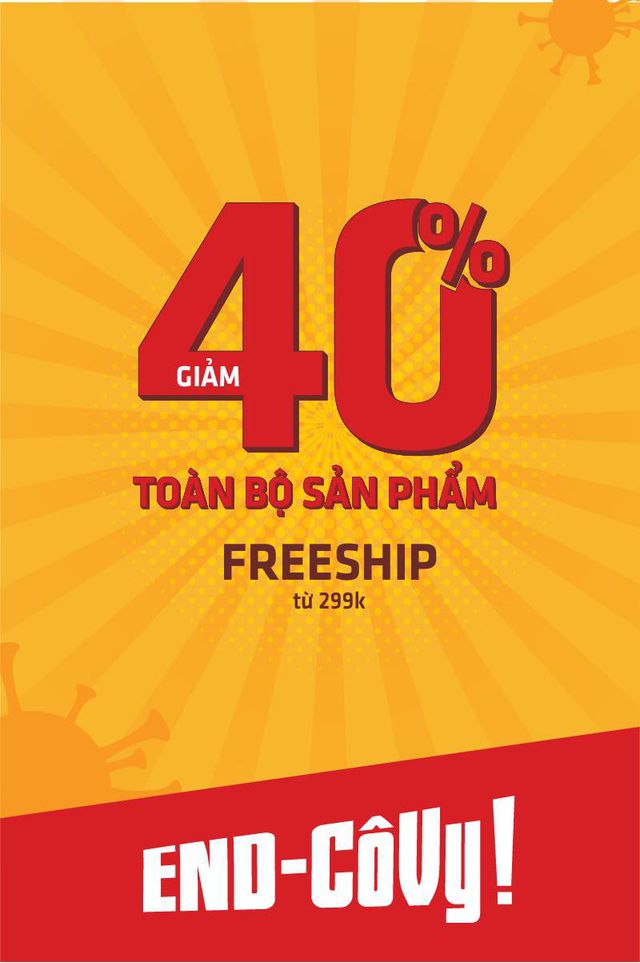 40%
GIẢM
TOÀN BỘ SẢN PHẨM
FREESHIP
từ 299k
END-CôVy!